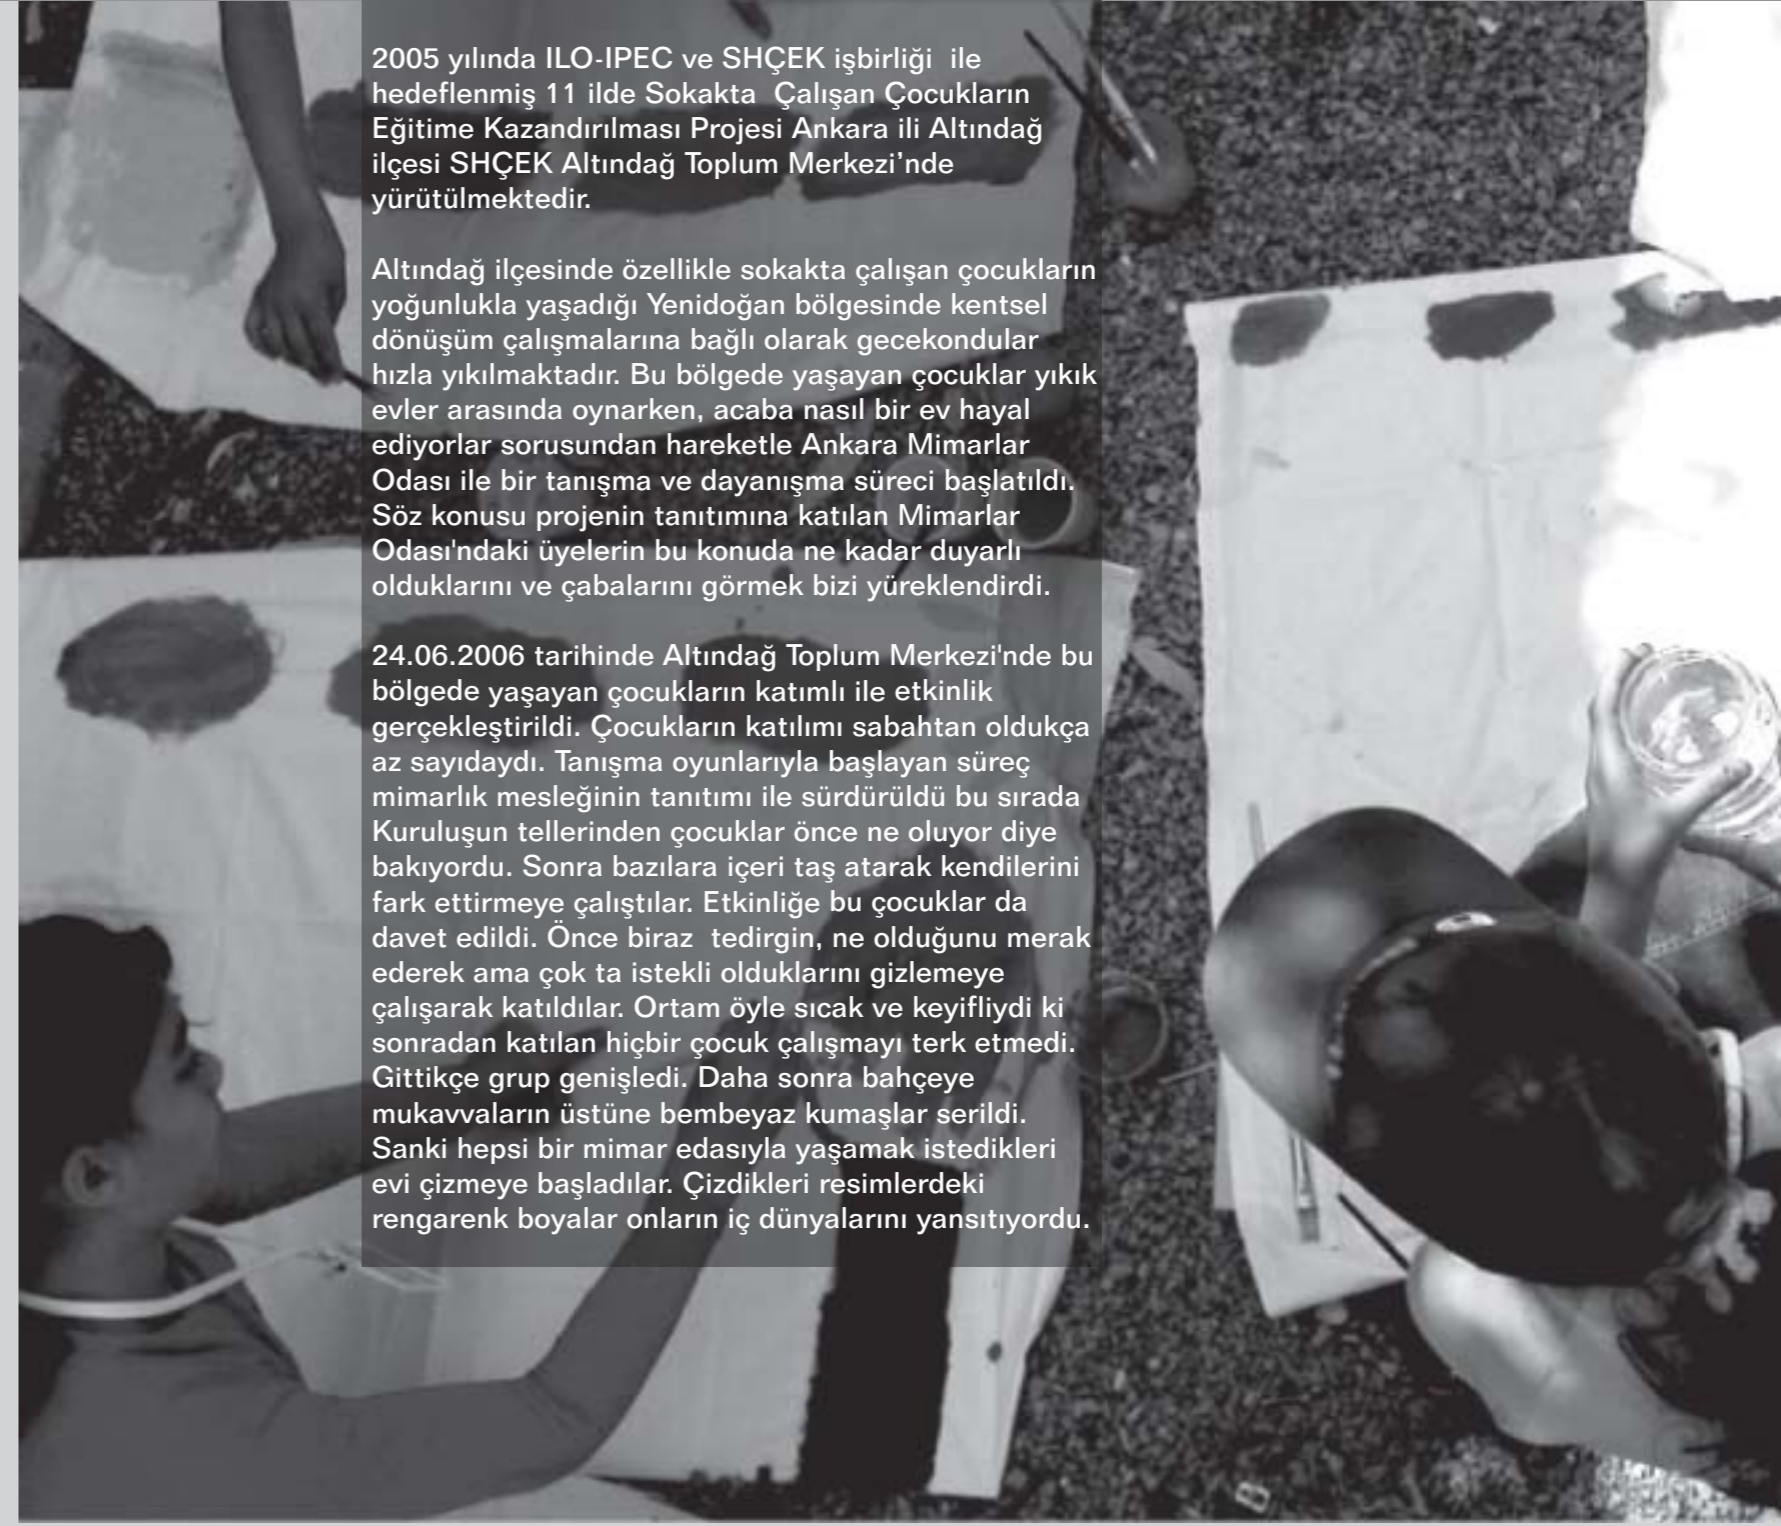 2005 yılında ILO-IPEC ve SHÇEK işbirliği  ile
hedeflenmiş 11 ilde Sokakta  Çalışan Çocukların
Eğitime Kazandırılması Projesi Ankara ili Altındağ
ilçesi SHÇEK Altındağ Toplum Merkezi’nde
yürütülmektedir.
Altındağ ilçesinde özellikle sokakta çalışan çocukların
yoğunlukla yaşadığı Yenidoğan bölgesinde kentsel
dönüşüm çalışmalarına bağlı olarak gecekondular
hızla yıkılmaktadır. Bu bölgede yaşayan çocuklar yıkık
evler arasında oynarken, acaba nasıl bir ev hayal
ediyorlar sorusundan hareketle Ankara Mimarlar
Odası ile bir tanışma ve dayanışma süreci başlatıldı.
Söz konusu projenin tanıtımına katılan Mimarlar
Odası'ndaki üyelerin bu konuda ne kadar duyarlı
olduklarını ve çabalarını görmek bizi yüreklendirdi.
24.06.2006 tarihinde Altındağ Toplum Merkezi'nde bu
bölgede yaşayan çocukların katımlı ile etkinlik
gerçekleştirildi. Çocukların katılımı sabahtan oldukça
az sayıdaydı. Tanışma oyunlarıyla başlayan süreç
mimarlık mesleğinin tanıtımı ile sürdürüldü bu sırada
Kuruluşun tellerinden çocuklar önce ne oluyor diye
bakıyordu. Sonra bazılara içeri taş atarak kendilerini
fark ettirmeye çalıştılar. Etkinliğe bu çocuklar da
davet edildi. Önce biraz  tedirgin, ne olduğunu merak
ederek ama çok ta istekli olduklarını gizlemeye
çalışarak katıldılar. Ortam öyle sıcak ve keyifliydi ki
sonradan katılan hiçbir çocuk çalışmayı terk etmedi.
Gittikçe grup genişledi. Daha sonra bahçeye
mukavvaların üstüne bembeyaz kumaşlar serildi.
Sanki hepsi bir mimar edasıyla yaşamak istedikleri
evi çizmeye başladılar. Çizdikleri resimlerdeki
rengarenk boyalar onların iç dünyalarını yansıtıyordu.